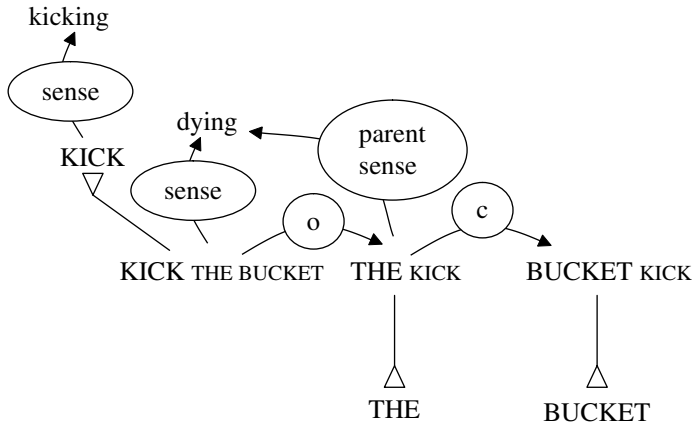 kicking
sense
dying
parent
sense
KICK
sense
o
c
KICK THE BUCKET
THE KICK
BUCKET KICK
THE
BUCKET